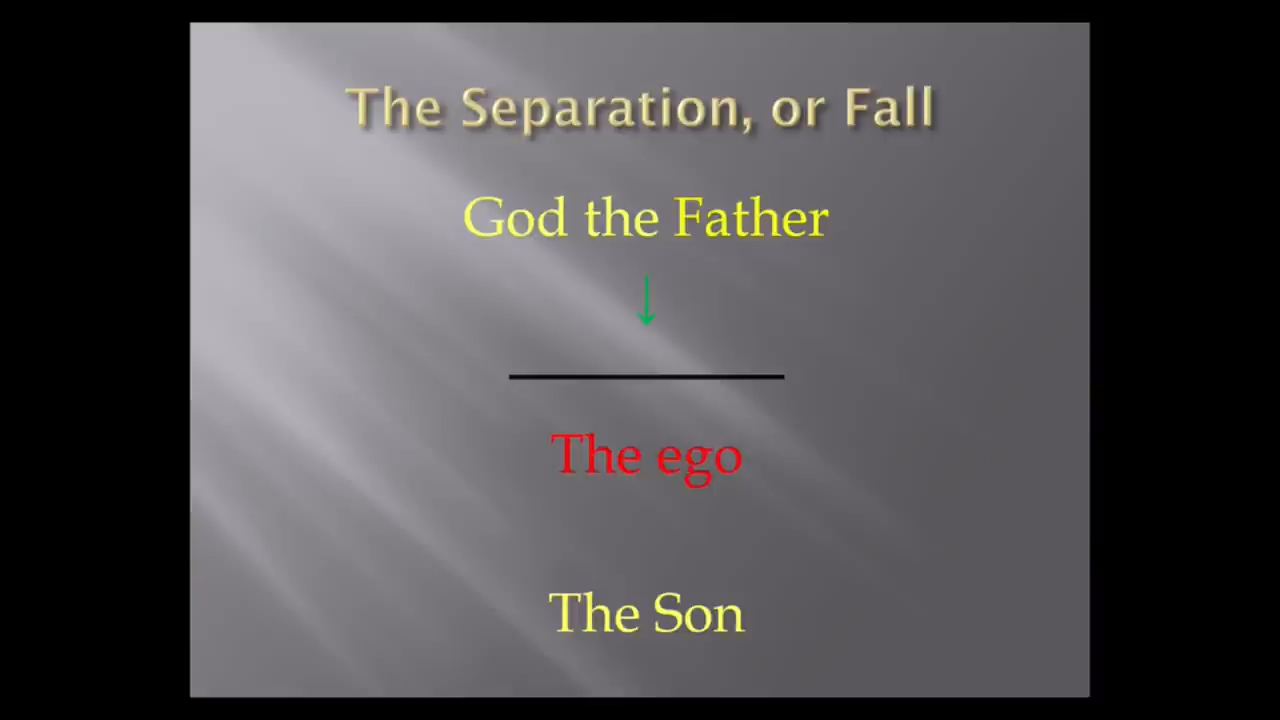 The Separation, or Fall
God the Father
↓
The ego
The Son